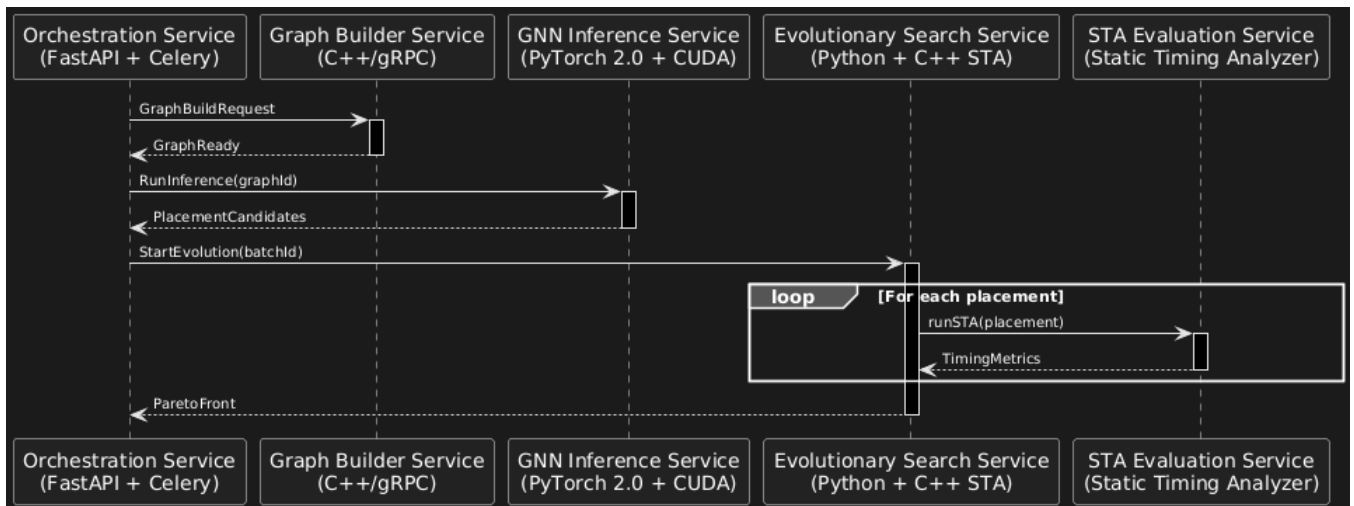 Orchestration Service
(FastAPI + Celery)
Graph Builder Service
(C++/gRPC)
GNN Inference Service
(PyTorch 2.0 + CUDA)
Evolutionary Search Service
(Python + C++ STA)
STA Evaluation Service
(Static Timing Analyzer)
GraphBuildRequest
GraphReady
RunInference(graphId)
PlacementCandidates
StartEvolution(batchId)
loop [For each placement]
runSTA(placement)
TimingMetrics
ParetoFront
Orchestration Service
(FastAPI + Celery)
Graph Builder Service
(C++/gRPC)
GNN Inference Service
(PyTorch 2.0 + CUDA)
Evolutionary Search Service
(Python + C++ STA)
STA Evaluation Service
(Static Timing Analyzer)